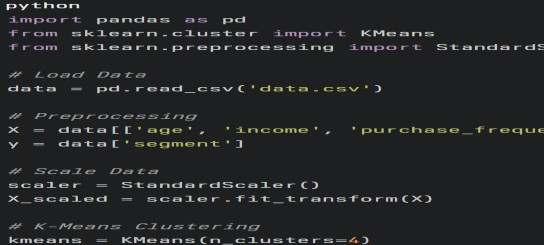 python
import pandas as pd
from sklearn.cluster import KMeans
from sklearn.preprocessing import StandardS
# Load Data
data = pd.read_csv('data.csv')
# Preprocessing
X = data[['age', 'income', 'purchase_freque
y = data['segment']
# Scale Data
scaler = StandardScaler()
X_scaled = scaler.fit_transform(X)
# K-Means Clustering
kmeans = KMeans(n_clusters=4)